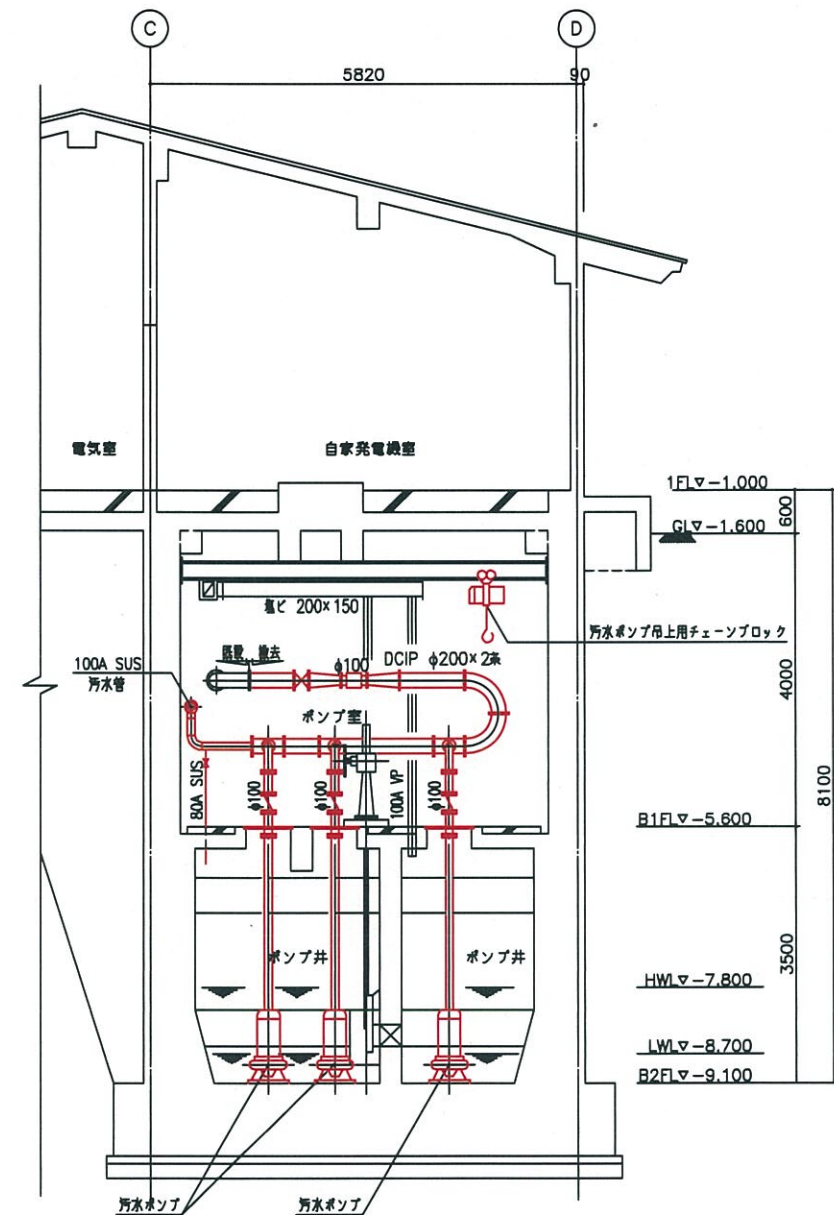 C
D
5820
90
電気室
自家発電機室
1FL▽-1.000
600
GL▽-1.600
塩ビ 200×150
汚水ポンプ吊上用チェーンブロック
既設 撤去
φ100
DCIP φ200×2条
100A SUS
汚水管
4000
ポンプ室
8100
80A SUS
φ100
φ100
100A VP
φ100
B1FL▽-5.600
3500
ポンプ井
ポンプ井
HWL▽-7.800
LWL▽-8.700
B2FL▽-9.100
汚水ポンプ
汚水ポンプ